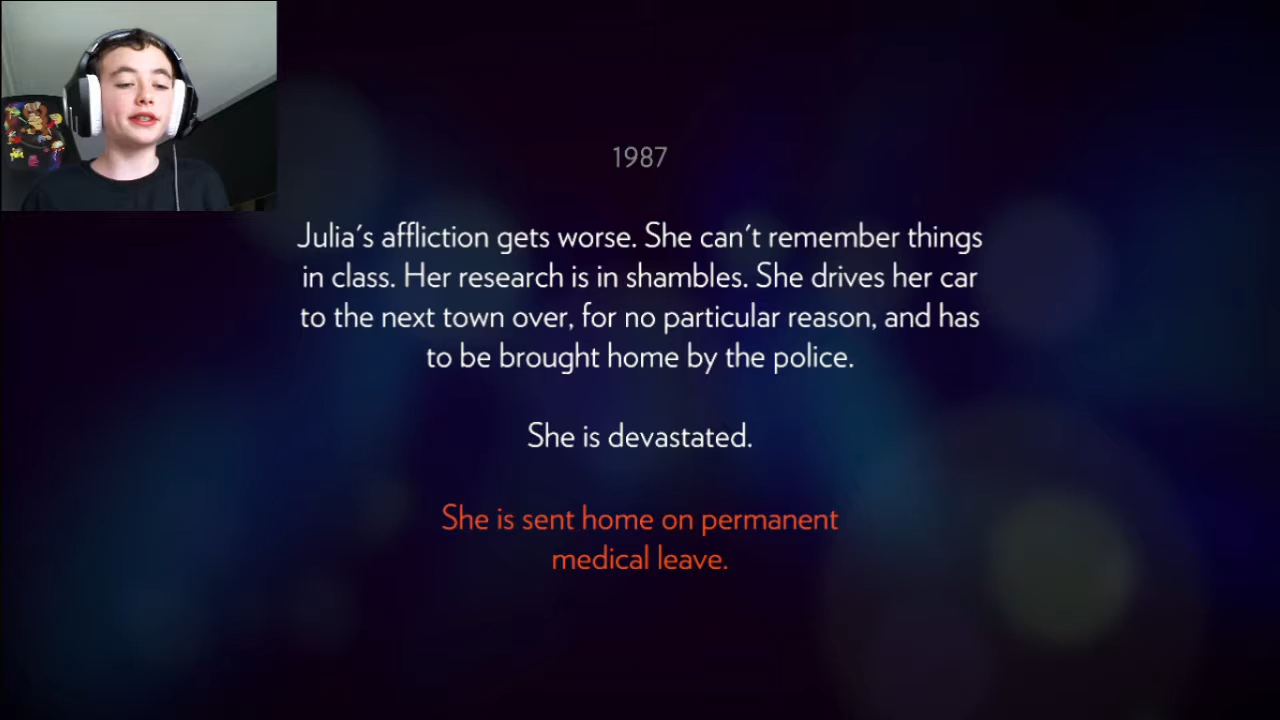 1987
Julia's affliction gets worse. She can't remember things
in class. Her research is in shambles. She drives her car
to the next town over, for no particular reason, and has
to be brought home by the police.
She is devastated.
She is sent home on permanent
medical leave.